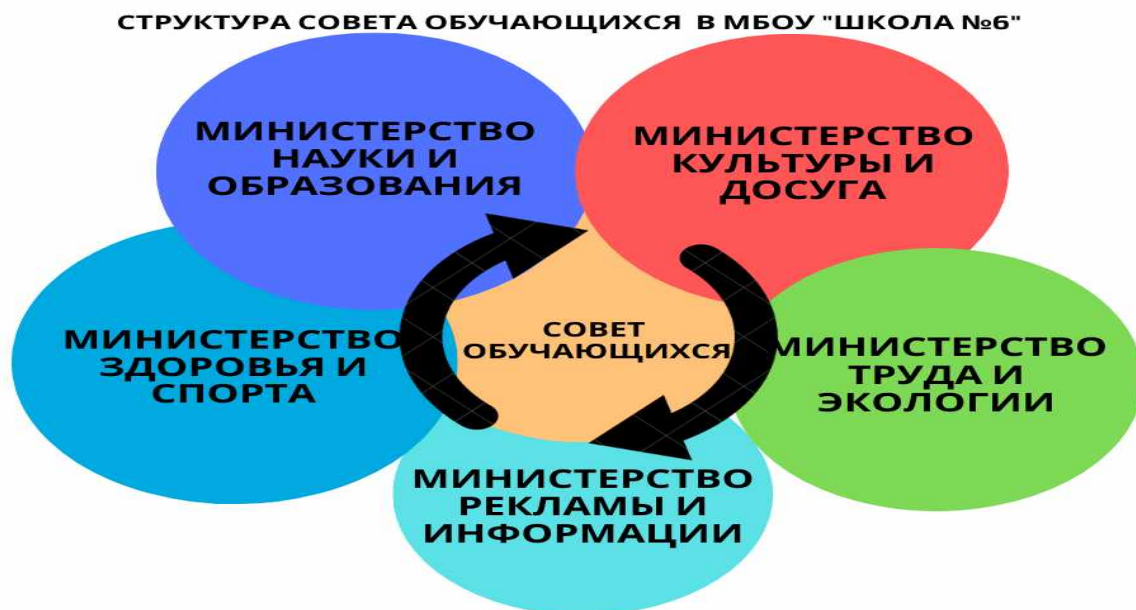 СТРУКТУРА СОВЕТА ОБУЧАЮЩИХСЯ В МБОУ "ШКОЛА №6"
МИНИСТЕРСТВО
НАУКИ И
ОБРАЗОВАНИЯ
МИНИСТЕРСТВО
КУЛЬТУРЫ И
ДОСУГА
МИНИСТЕРСТВО
ЗДОРОВЬЯ И
СПОРТА
СОВЕТ
ОБУЧАЮЩИХСЯ
МИНИСТЕРСТВО
ТРУДА И
ЭКОЛОГИИ
МИНИСТЕРСТВО
РЕКЛАМЫ И
ИНФОРМАЦИИ